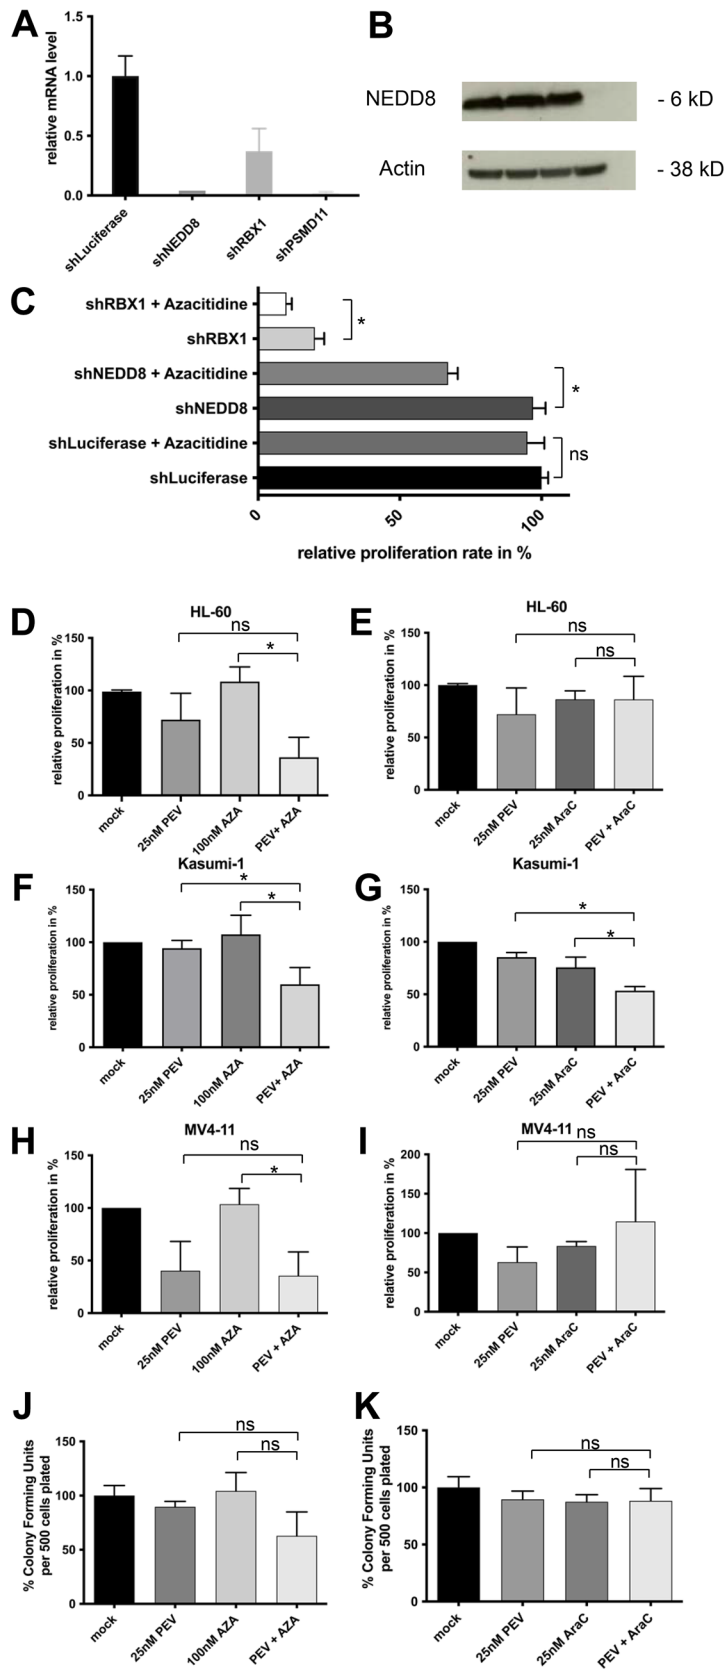 A
1.5
1.0
0.5
0.0
relative mRNA level
shLuciferase
shNEDD8
shRBX1
shPSMD11
B
NEDD8
- 6 kD
Actin
- 38 kD
C
shRBX1 + Azacitidine
shRBX1
*
shNEDD8 + Azacitidine
shNEDD8
*
shLuciferase + Azacitidine
shLuciferase
ns
0
50
100
relative proliferation rate in %
D
HL-60
ns
*
150
100
50
0
relative proliferation in %
mock
25nM PEV
100nM AZA
PEV+ AZA
E
HL-60
ns
ns
150
100
50
0
relative proliferation in %
mock
25nM PEV
25nM AraC
PEV + AraC
F
Kasumi-1
*
*
150
100
50
0
relative proliferation in %
mock
25nM PEV
100nM AZA
PEV+ AZA
G
Kasumi-1
*
*
150
100
50
0
relative proliferation in %
mock
25nM PEV
25nM AraC
PEV + AraC
H
MV4-11
ns
*
150
100
50
0
relative proliferation in %
mock
25nM PEV
100nM AZA
PEV + AZA
I
MV4-11
ns
ns
200
150
100
50
0
relative proliferation in %
mock
25nM PEV
25nM AraC
PEV + AraC
J
ns
ns
150
100
50
0
% Colony Forming Units
per 500 cells plated
mock
25nM PEV
100nM AZA
PEV + AZA
K
ns
ns
150
100
50
0
% Colony Forming Units
per 500 cells plated
mock
25nM PEV
25nM AraC
PEV + AraC